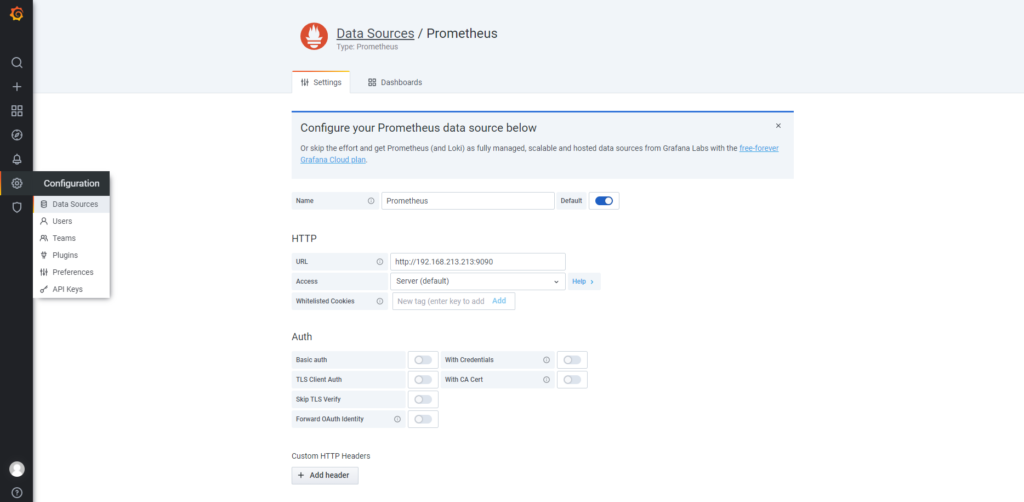 Data Sources / Prometheus
Type: Prometheus
Settings
Dashboards
Configure your Prometheus data source below
Or skip the effort and get Prometheus (and Loki) as fully managed, scalable and hosted data sources from Grafana Labs with the free-forever
Grafana Cloud plan.
Configuration
Data Sources
Users
Teams
Plugins
Preferences
API Keys
Name
Prometheus
Default
HTTP
URL
http://192.168.213.213:9090
Access
Server (default)
Help >
Whitelisted Cookies
New tag (enter key to add
Add
Auth
Basic auth
With Credentials
TLS Client Auth
With CA Cert
Skip TLS Verify
Forward OAuth Identity
Custom HTTP Headers
+ Add header